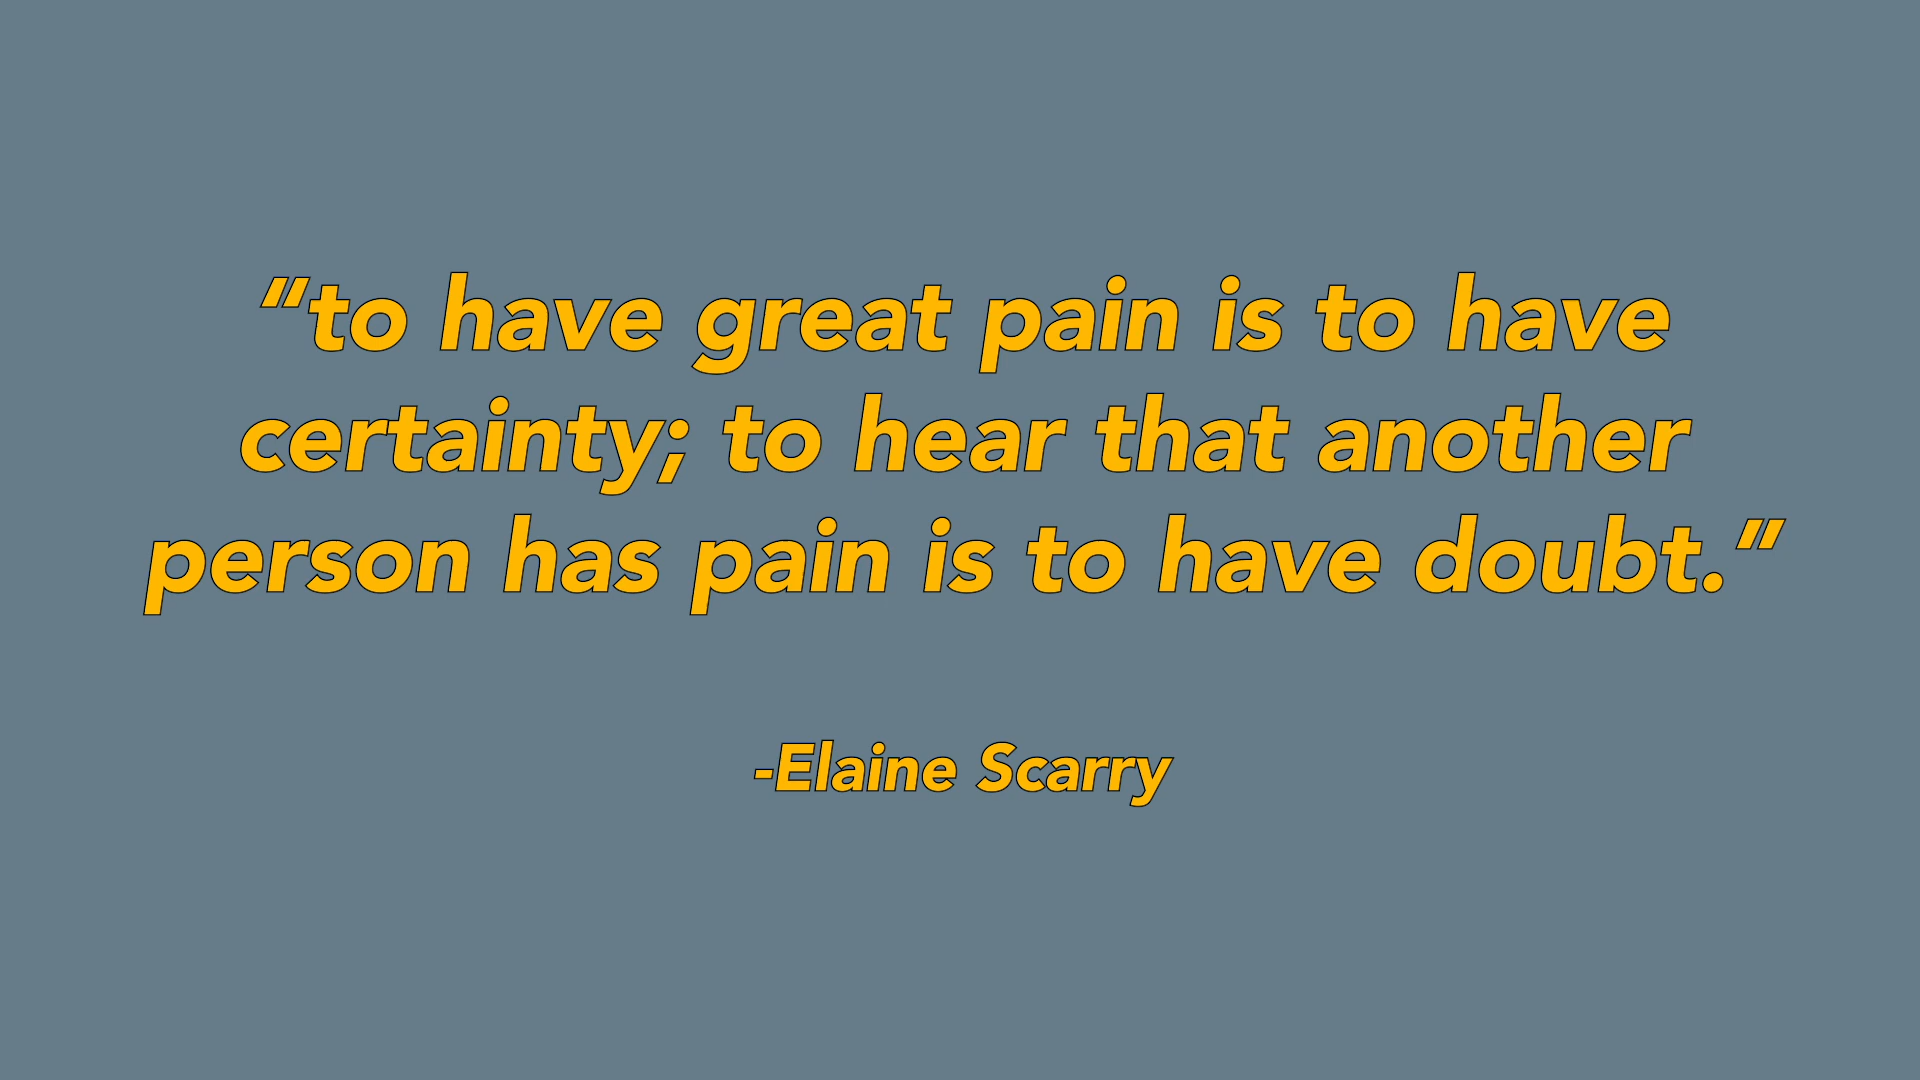 “to have great pain is to have
certainty; to hear that another
person has pain is to have doubt.”
-Elaine Scarry